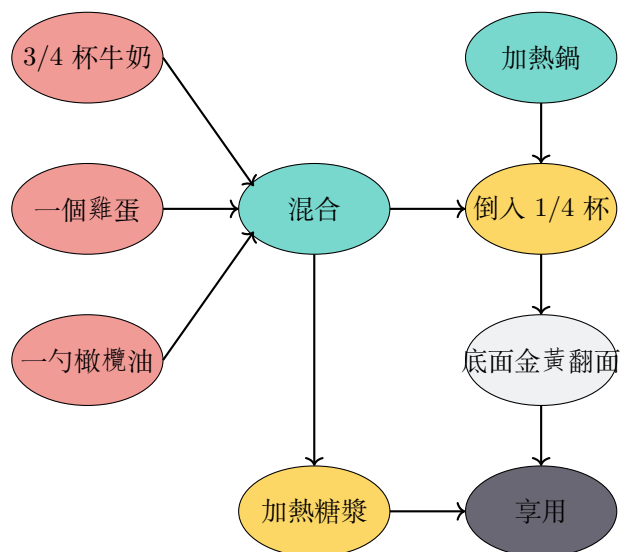 3/4 杯牛奶
加熱鍋
一個雞蛋
混合
倒入 1/4 杯
一勺橄欖油
底面金黃翻面
加熱糖漿
享用